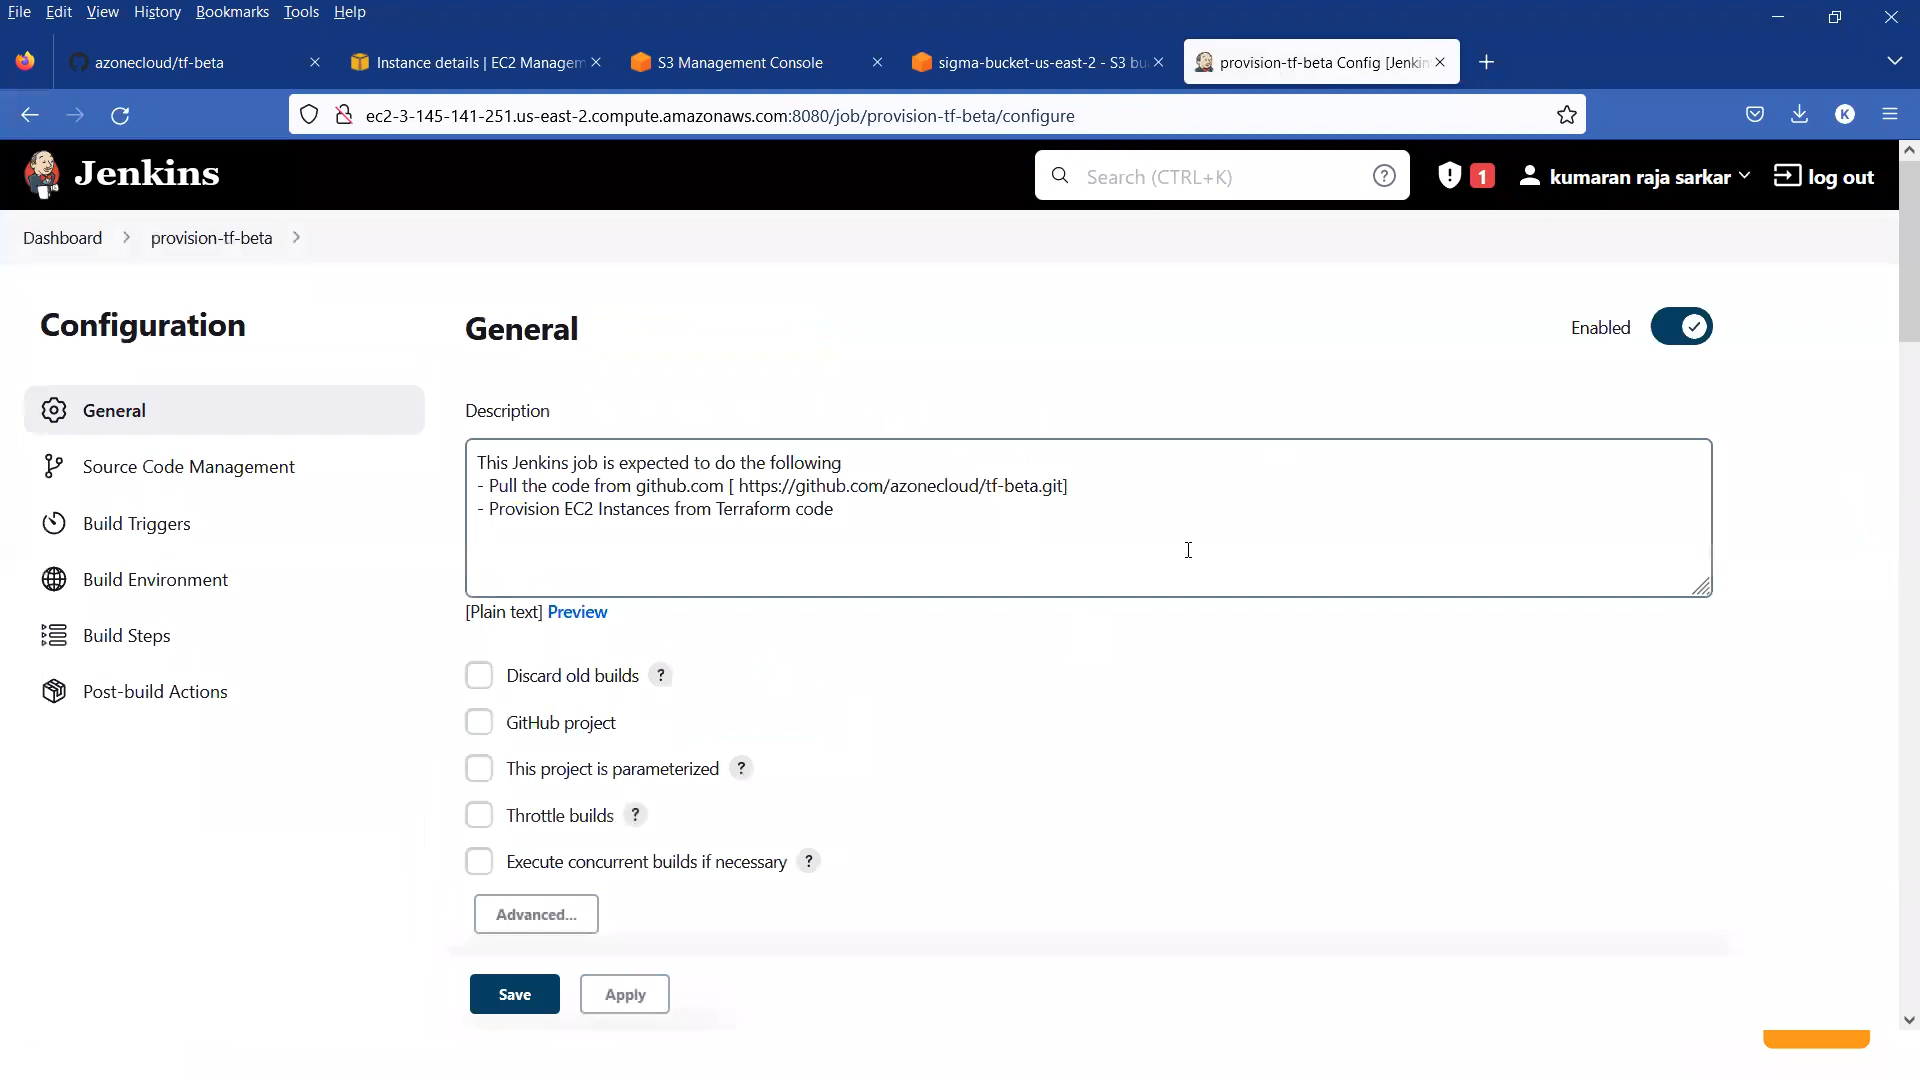 File Edit View History Bookmarks Tools Help
azonecloud/tf-beta
Instance details | EC2 Managem
S3 Management Console
sigma-bucket-us-east-2 - S3 bu
provision-tf-beta Config [Jenkin
ec2-3-145-141-251.us-east-2.compute.amazonaws.com:8080/job/provision-tf-beta/configure
K
Jenkins
Search (CTRL+K)
?
1
kumaran raja sarkar
log out
Dashboard
provision-tf-beta
Configuration
General
Source Code Management
Build Triggers
Build Environment
Build Steps
Post-build Actions
General
Enabled
Description
This Jenkins job is expected to do the following
- Pull the code from github.com [ https://github.com/azonecloud/tf-beta.git]
- Provision EC2 Instances from Terraform code
[Plain text] Preview
Discard old builds ?
GitHub project
This project is parameterized ?
Throttle builds ?
Execute concurrent builds if necessary ?
Advanced...
Save
Apply